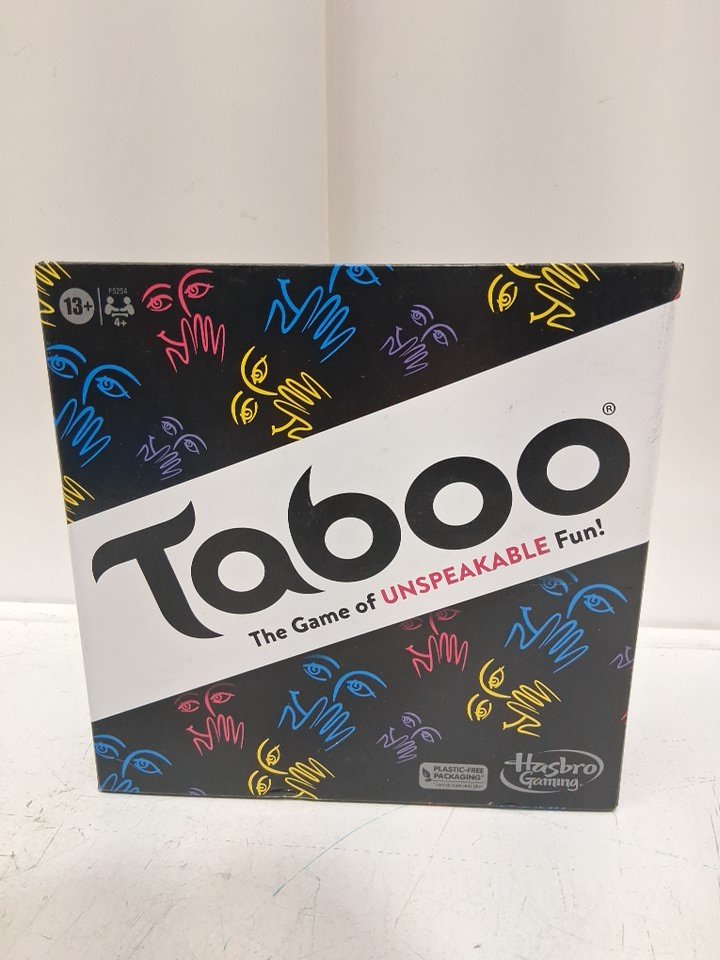 13+
F5254
4+
Taboo®
The Game of UNSPEAKABLE Fun!
PLASTIC-FREE
PACKAGING*
Hasbro
Gaming